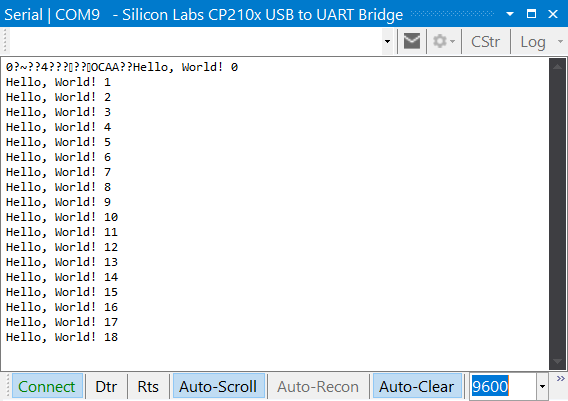 Serial | COM9 - Silicon Labs CP210x USB to UART Bridge
CStr Log
0?~??4???▯??▯OCAA??Hello, World! 0
Hello, World! 1
Hello, World! 2
Hello, World! 3
Hello, World! 4
Hello, World! 5
Hello, World! 6
Hello, World! 7
Hello, World! 8
Hello, World! 9
Hello, World! 10
Hello, World! 11
Hello, World! 12
Hello, World! 13
Hello, World! 14
Hello, World! 15
Hello, World! 16
Hello, World! 17
Hello, World! 18
Connect Dtr Rts Auto-Scroll Auto-Recon Auto-Clear 9600 »